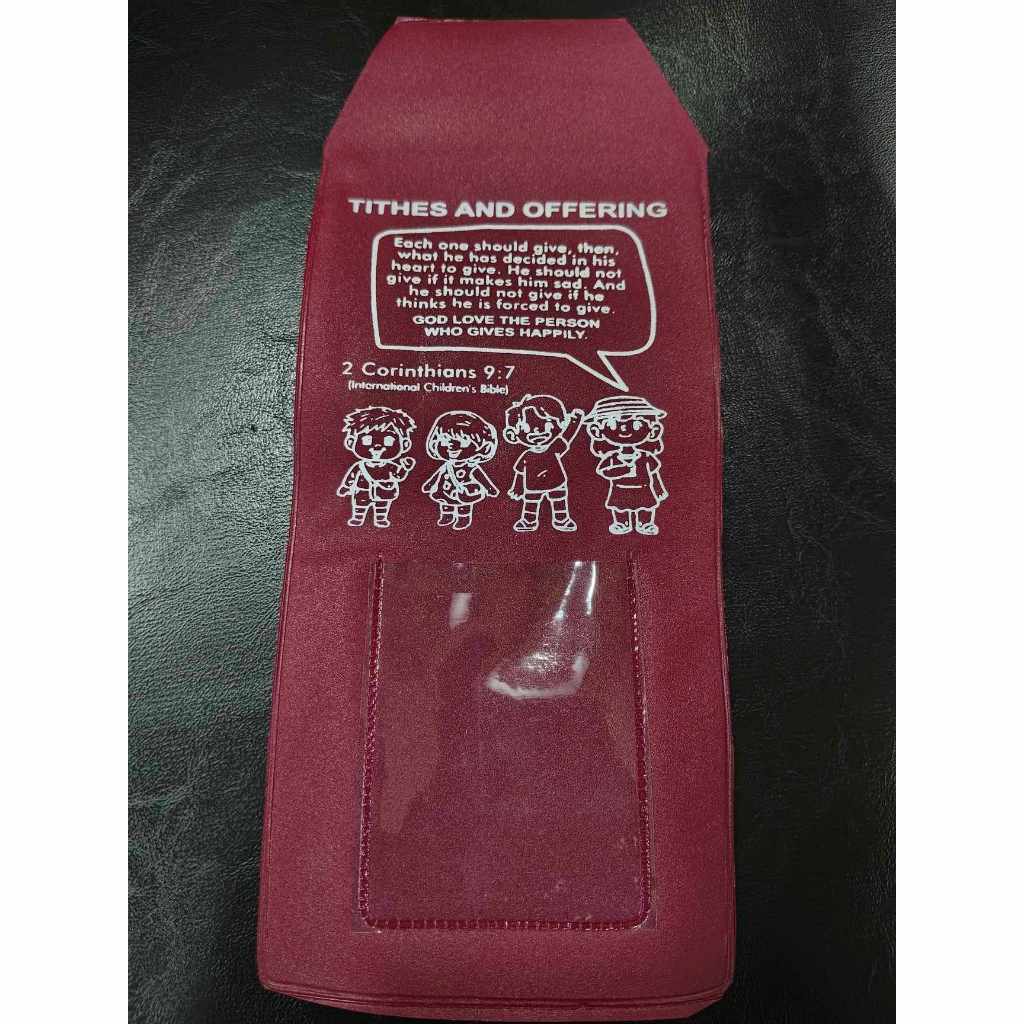 TITHES AND OFFERING
Each one should give, then,
what he has decided in his
heart to give. He should not
give if it makes him sad. And
he should not give if he
thinks he is forced to give.
GOD LOVE THE PERSON
WHO GIVES HAPPILY.
2 Corinthians 9:7
(International Children's Bible)